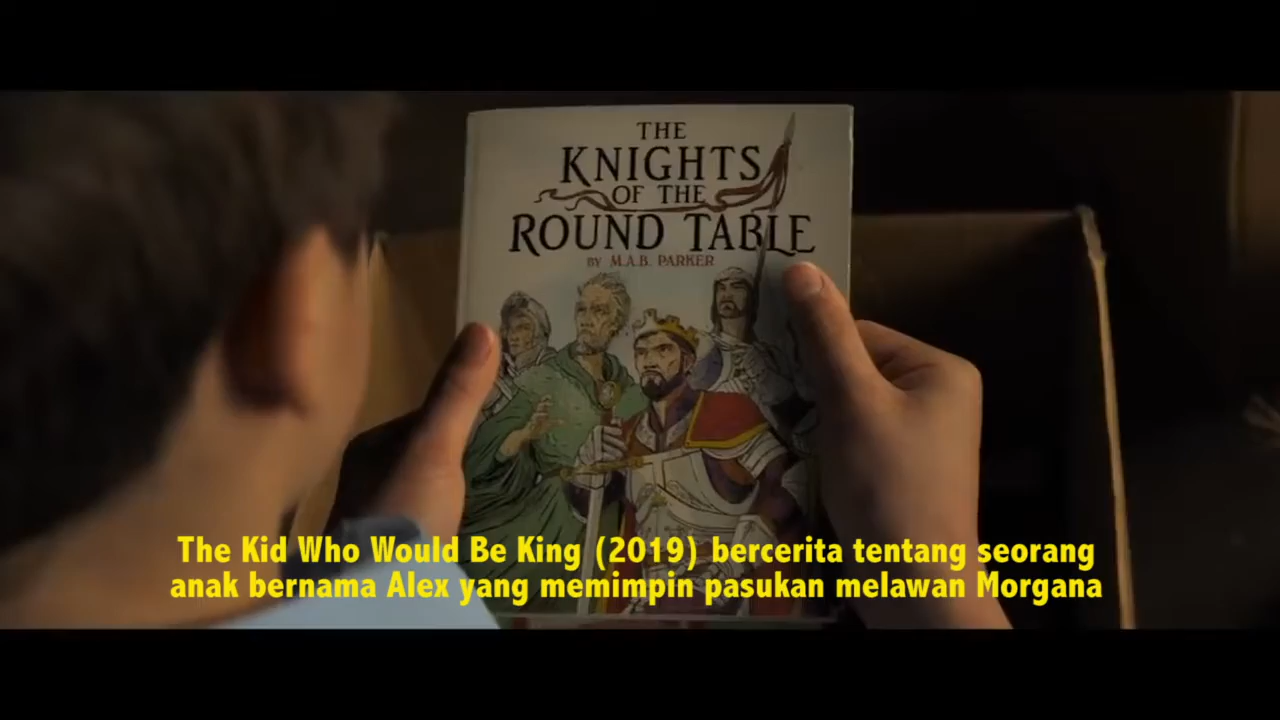 THE
KNIGHTS
OF THE
ROUND TABLE
BY M.A.B. PARKER
The Kid Who Would Be King (2019) bercerita tentang seorang
anak bernama Alex yang memimpin pasukan melawan Morgana